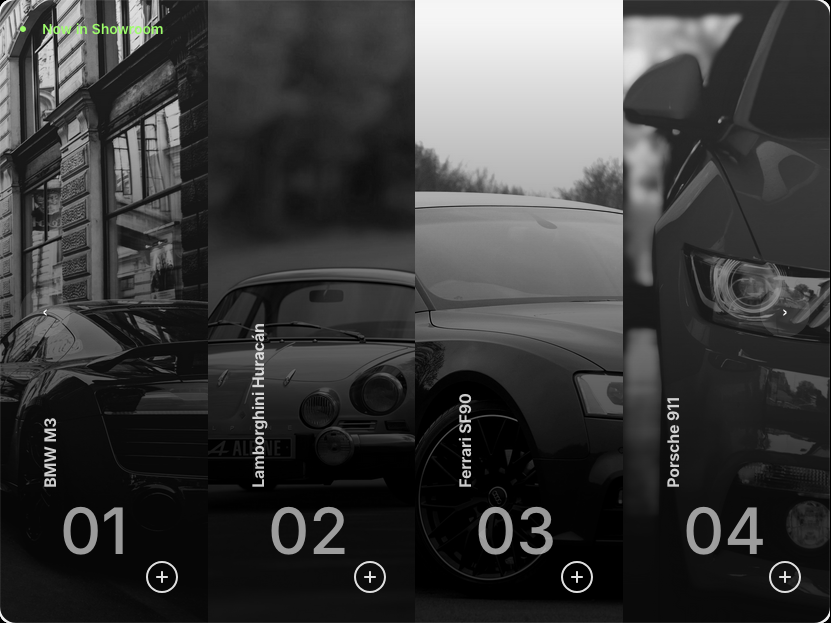 Now in Showroom
BMW M3
01
Lamborghini Huracán
02
Ferrari SF90
03
Porsche 911
04